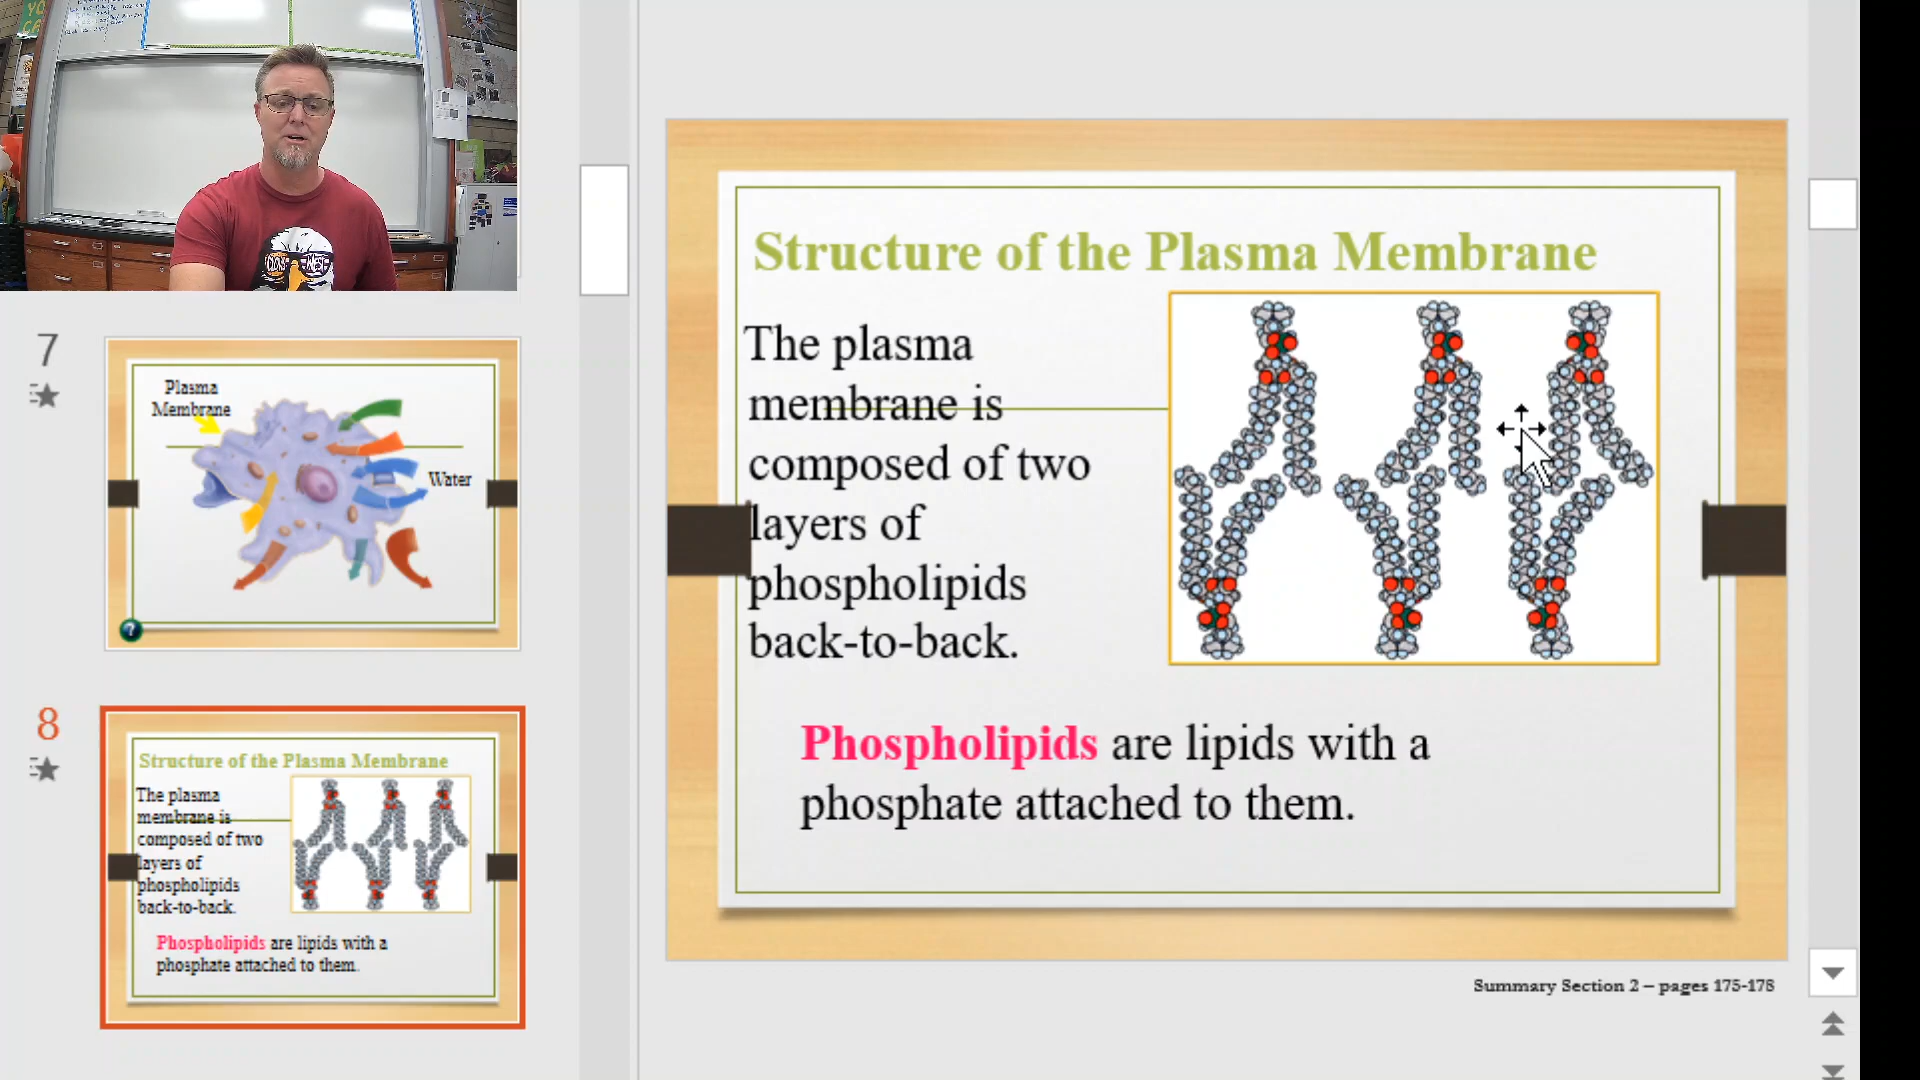 YO
CA
7
Plasma
Membrane
Water
?
8
Structure of the Plasma Membrane
The plasma
membrane is
composed of two
layers of
phospholipids
back-to-back.
Phospholipids are lipids with a
phosphate attached to them.
Structure of the Plasma Membrane
The plasma
membrane is
composed of two
layers of
phospholipids
back-to-back.
Phospholipids are lipids with a
phosphate attached to them.
Summary Section 2 – pages 175-178